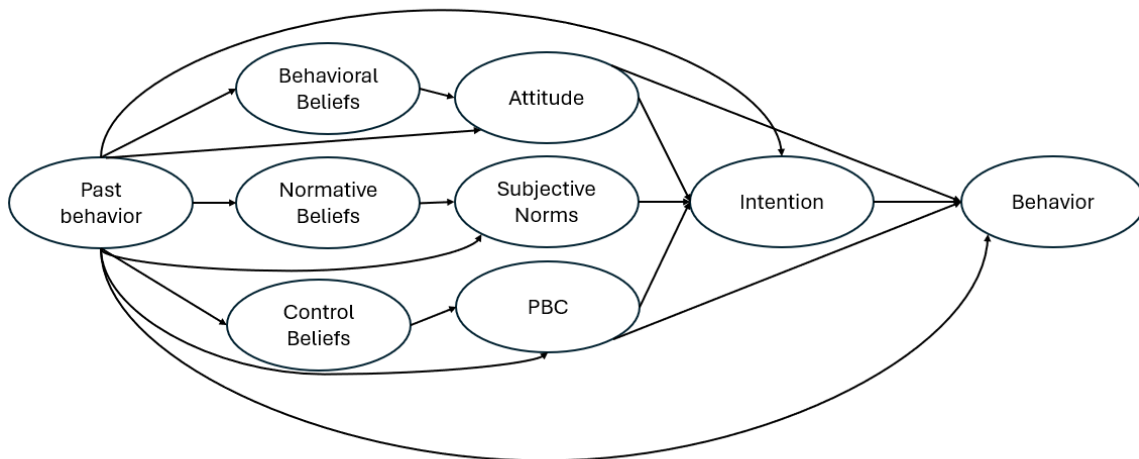 Behavioral
Beliefs
Attitude
Past
behavior
Normative
Beliefs
Subjective
Norms
Intention
Behavior
Control
Beliefs
PBC